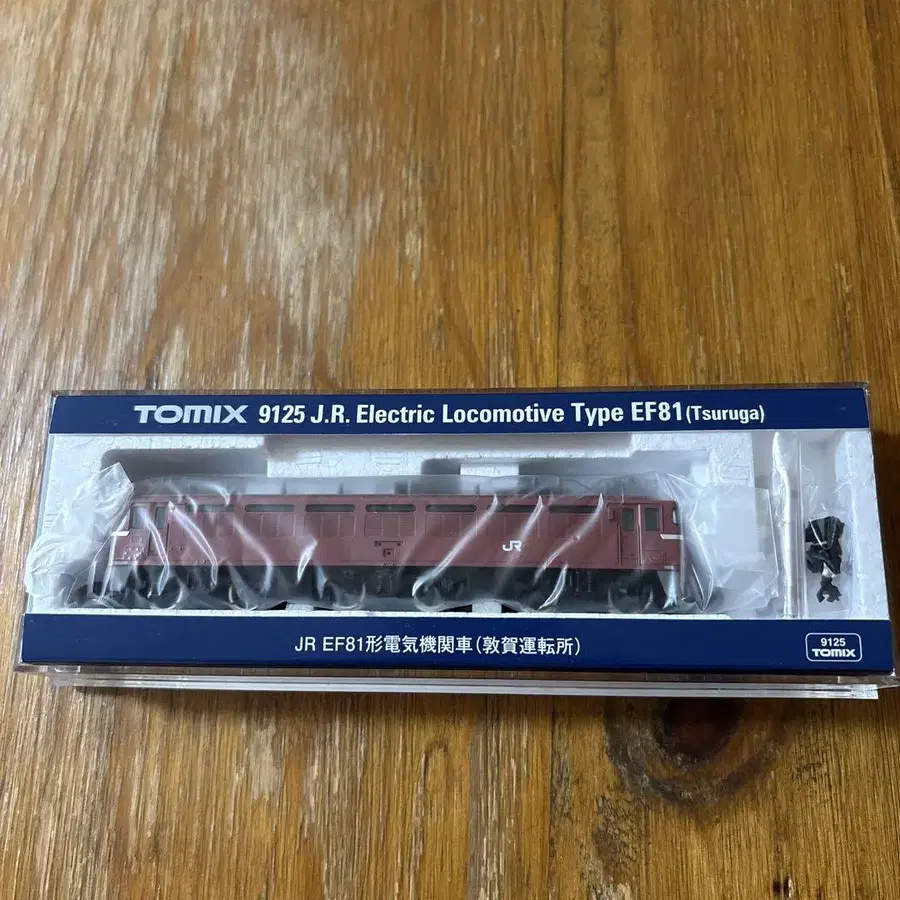 TOMIX 9125 J.R. Electric Locomotive Type EF81 (Tsuruga)
JR
JR EF81形電気機関車(敦賀運転所)
9125
TOMIX